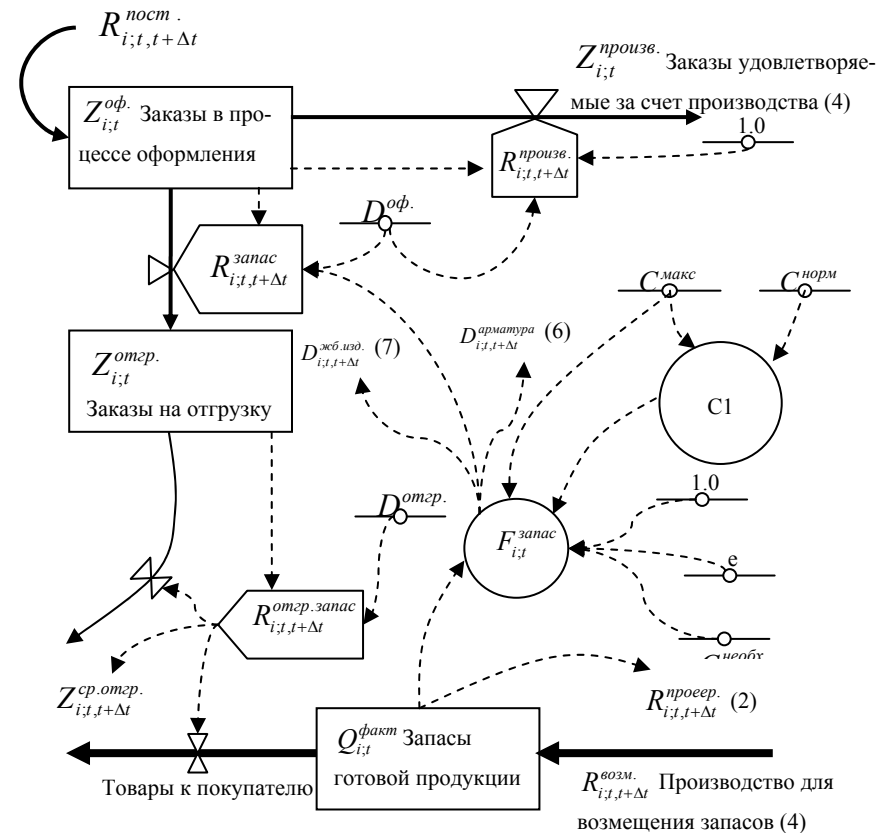 R^{пост.}_{i;t,t+Δt}
Z^{произв.}_{i;t} Заказы удовлетворяе-
мые за счет производства (4)
Z^{оф.}_{i;t} Заказы в про-
цессе оформления
1.0
R^{произв.}_{i;t,t+Δt}
D^{оф.}
R^{запас}_{i;t,t+Δt}
C^{макс}
C^{норм}
Z^{отгр.}_{i;t}
Заказы на отгрузку
D^{жб.изд.}_{i;t,t+Δt} (7)
D^{арматура}_{i;t,t+Δt} (6)
C1
1.0
D^{отгр.}
F^{запас}_{i;t}
e
R^{отгр.запас}_{i;t,t+Δt}
C^{необх}
Z^{ср.отгр.}_{i;t,t+Δt}
R^{провер.}_{i;t,t+Δt} (2)
Q^{факт}_{i;t} Запасы
готовой продукции
Товары к покупателю
R^{возм.}_{i;t,t+Δt} Производство для
возмещения запасов (4)